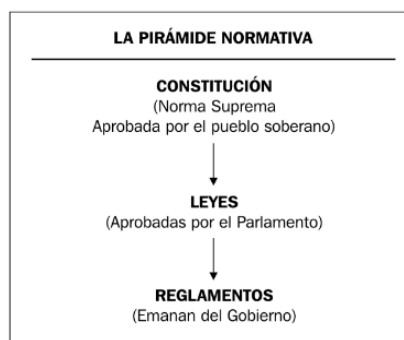 LA PIRÁMIDE NORMATIVA
CONSTITUCIÓN
(Norma Suprema
Aprobada por el pueblo soberano)
LEYES
(Aprobadas por el Parlamento)
REGLAMENTOS
(Emanan del Gobierno)